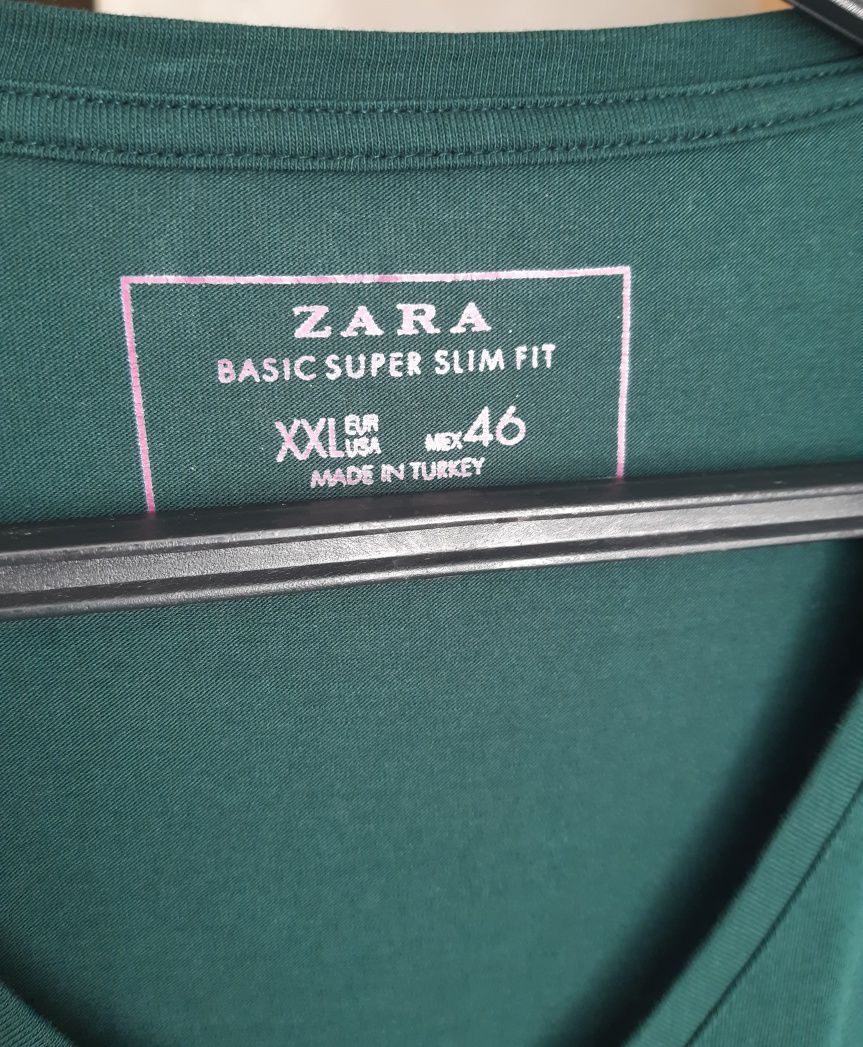 ZARA
BASIC SUPER SLIM FIT
XXL EUR USA MEX 46
MADE IN TURKEY